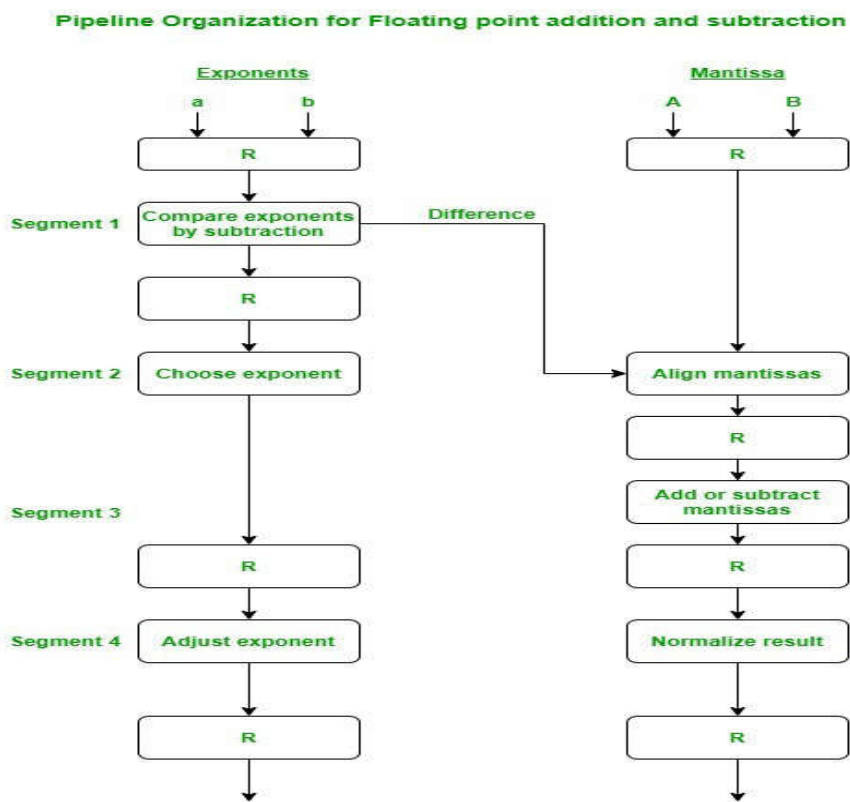 Pipeline Organization for Floating point addition and subtraction
Exponents
Mantissa
a
b
A
B
R
R
Segment 1
Compare exponents
by subtraction
Difference
R
Segment 2
Choose exponent
Align mantissas
R
Segment 3
Add or subtract
mantissas
R
R
Segment 4
Adjust exponent
Normalize result
R
R